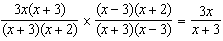 3x(x+3)/((x+3)(x+2)) × (x−3)(x+2)/((x+3)(x−3)) = 3x/(x+3)